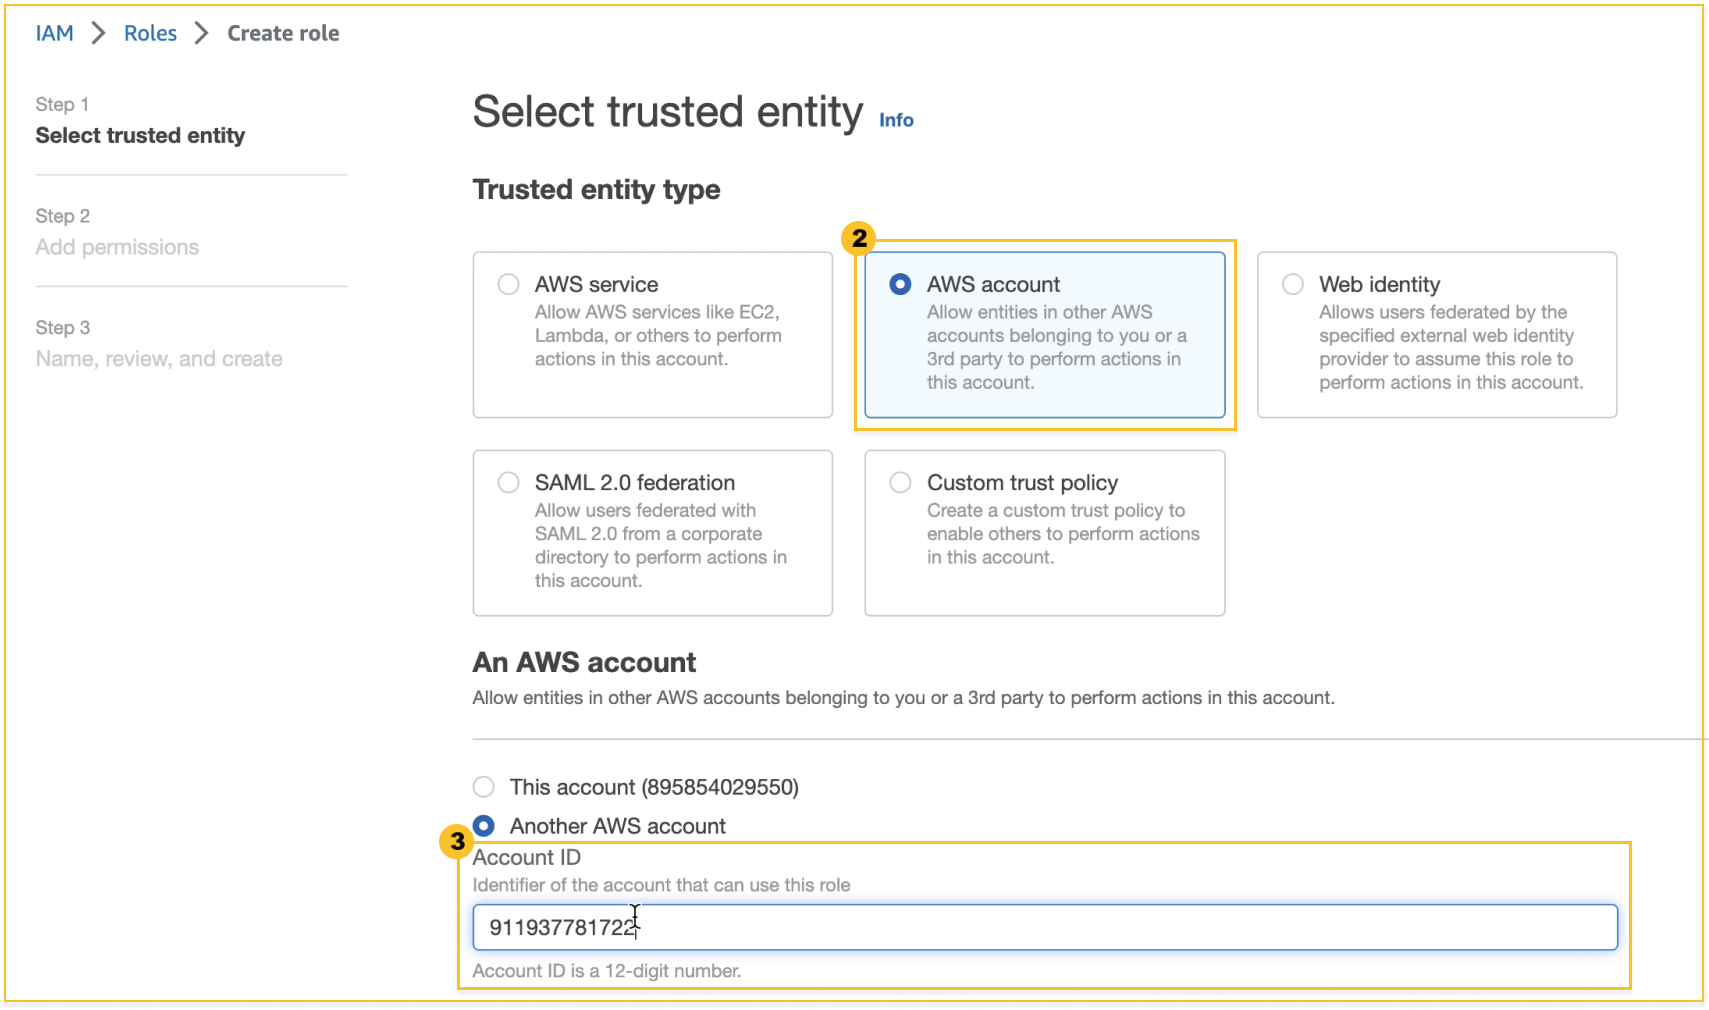 IAM > Roles > Create role
Step 1
Select trusted entity
Step 2
Add permissions
Step 3
Name, review, and create
Select trusted entity Info
Trusted entity type
2
AWS service
Allow AWS services like EC2,
Lambda, or others to perform
actions in this account.
AWS account
Allow entities in other AWS
accounts belonging to you or a
3rd party to perform actions in
this account.
Web identity
Allows users federated by the
specified external web identity
provider to assume this role to
perform actions in this account.
SAML 2.0 federation
Allow users federated with
SAML 2.0 from a corporate
directory to perform actions in
this account.
Custom trust policy
Create a custom trust policy to
enable others to perform actions
in this account.
An AWS account
Allow entities in other AWS accounts belonging to you or a 3rd party to perform actions in this account.
This account (895854029550)
Another AWS account
3
Account ID
Identifier of the account that can use this role
911937781722
Account ID is a 12-digit number.